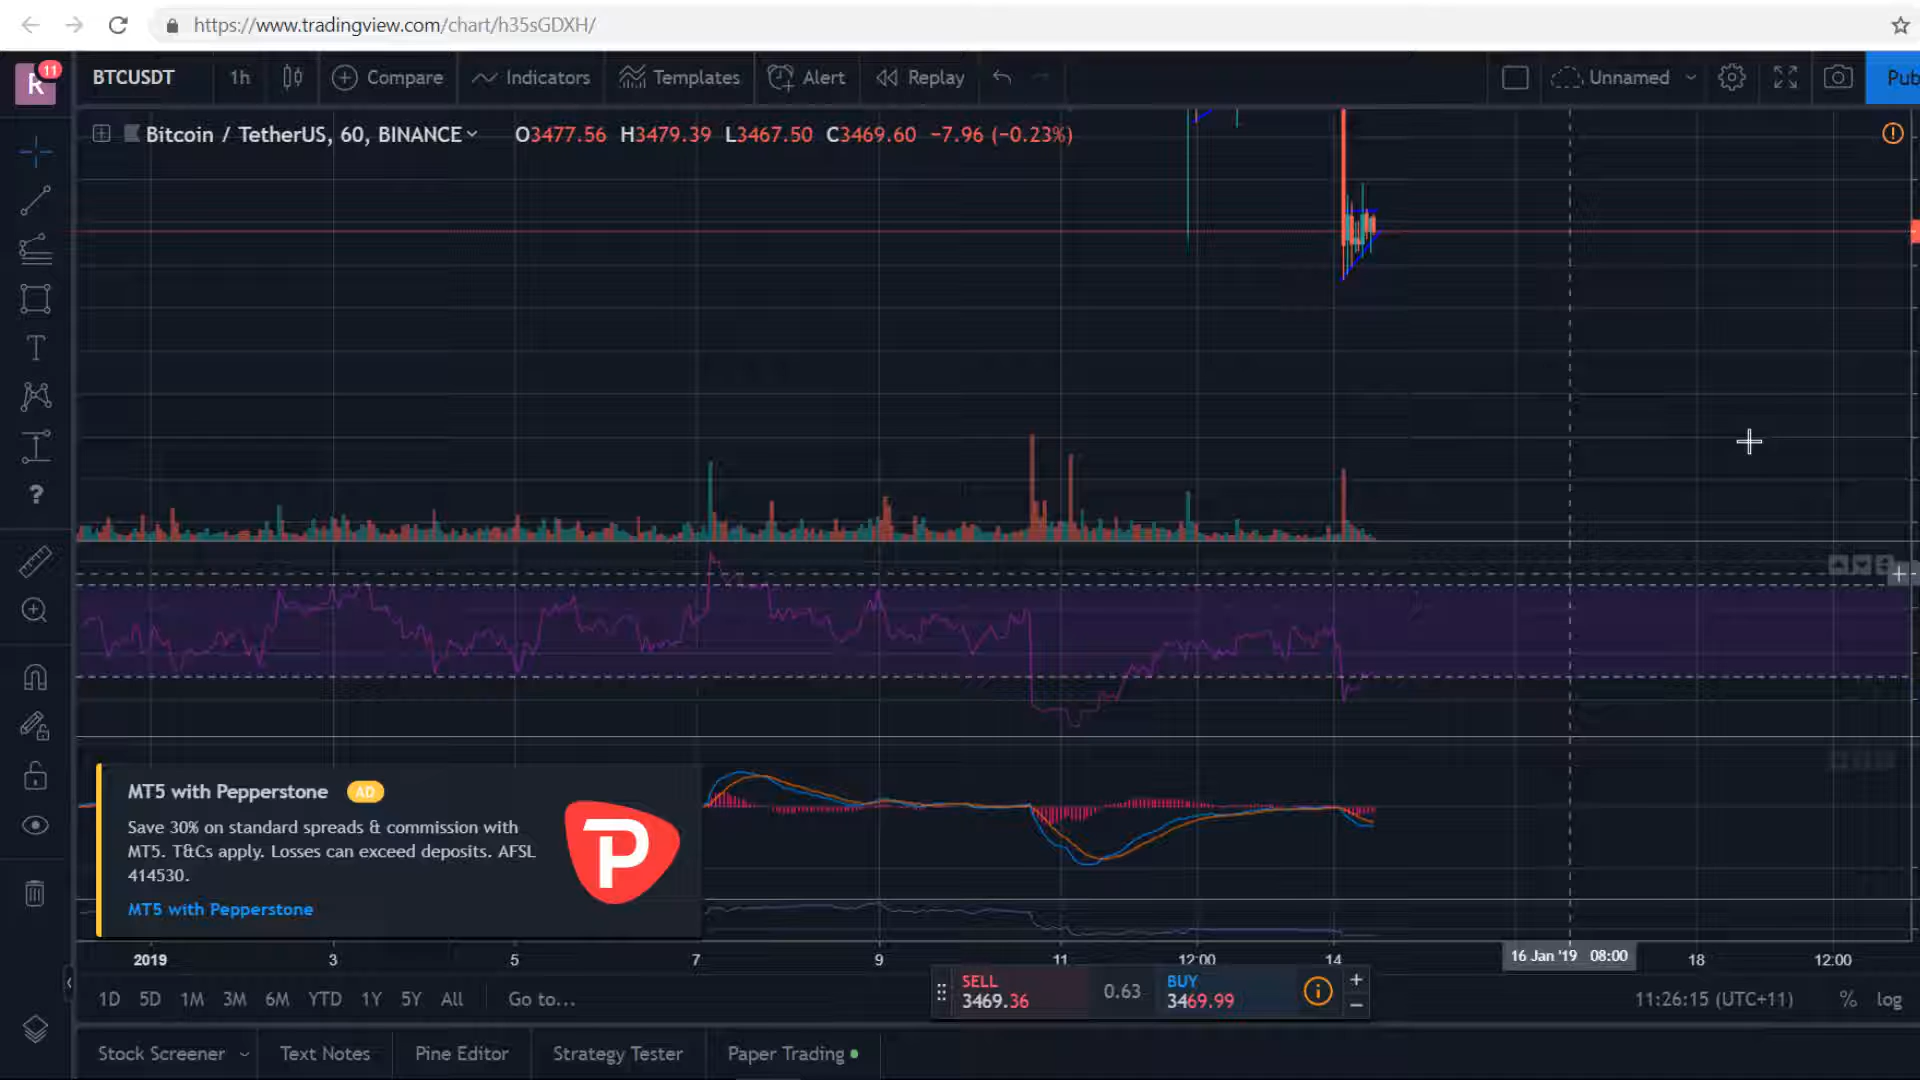 https://www.tradingview.com/chart/h35sGDXH/
R 11
BTCUSDT 1h Compare Indicators Templates Alert Replay Unnamed Pub
Bitcoin / TetherUS, 60, BINANCE O3477.56 H3479.39 L3467.50 C3469.60 −7.96 (−0.23%)
MT5 with Pepperstone AD
Save 30% on standard spreads & commission with
MT5. T&Cs apply. Losses can exceed deposits. AFSL
414530.
MT5 with Pepperstone
P
2019 3 5 7 9 11 12:00 14 16 Jan '19 08:00 18 12:00
SELL
3469.36
0.63
BUY
3469.99
1D 5D 1M 3M 6M YTD 1Y 5Y All Go to... 11:26:15 (UTC+11) % log
Stock Screener Text Notes Pine Editor Strategy Tester Paper Trading